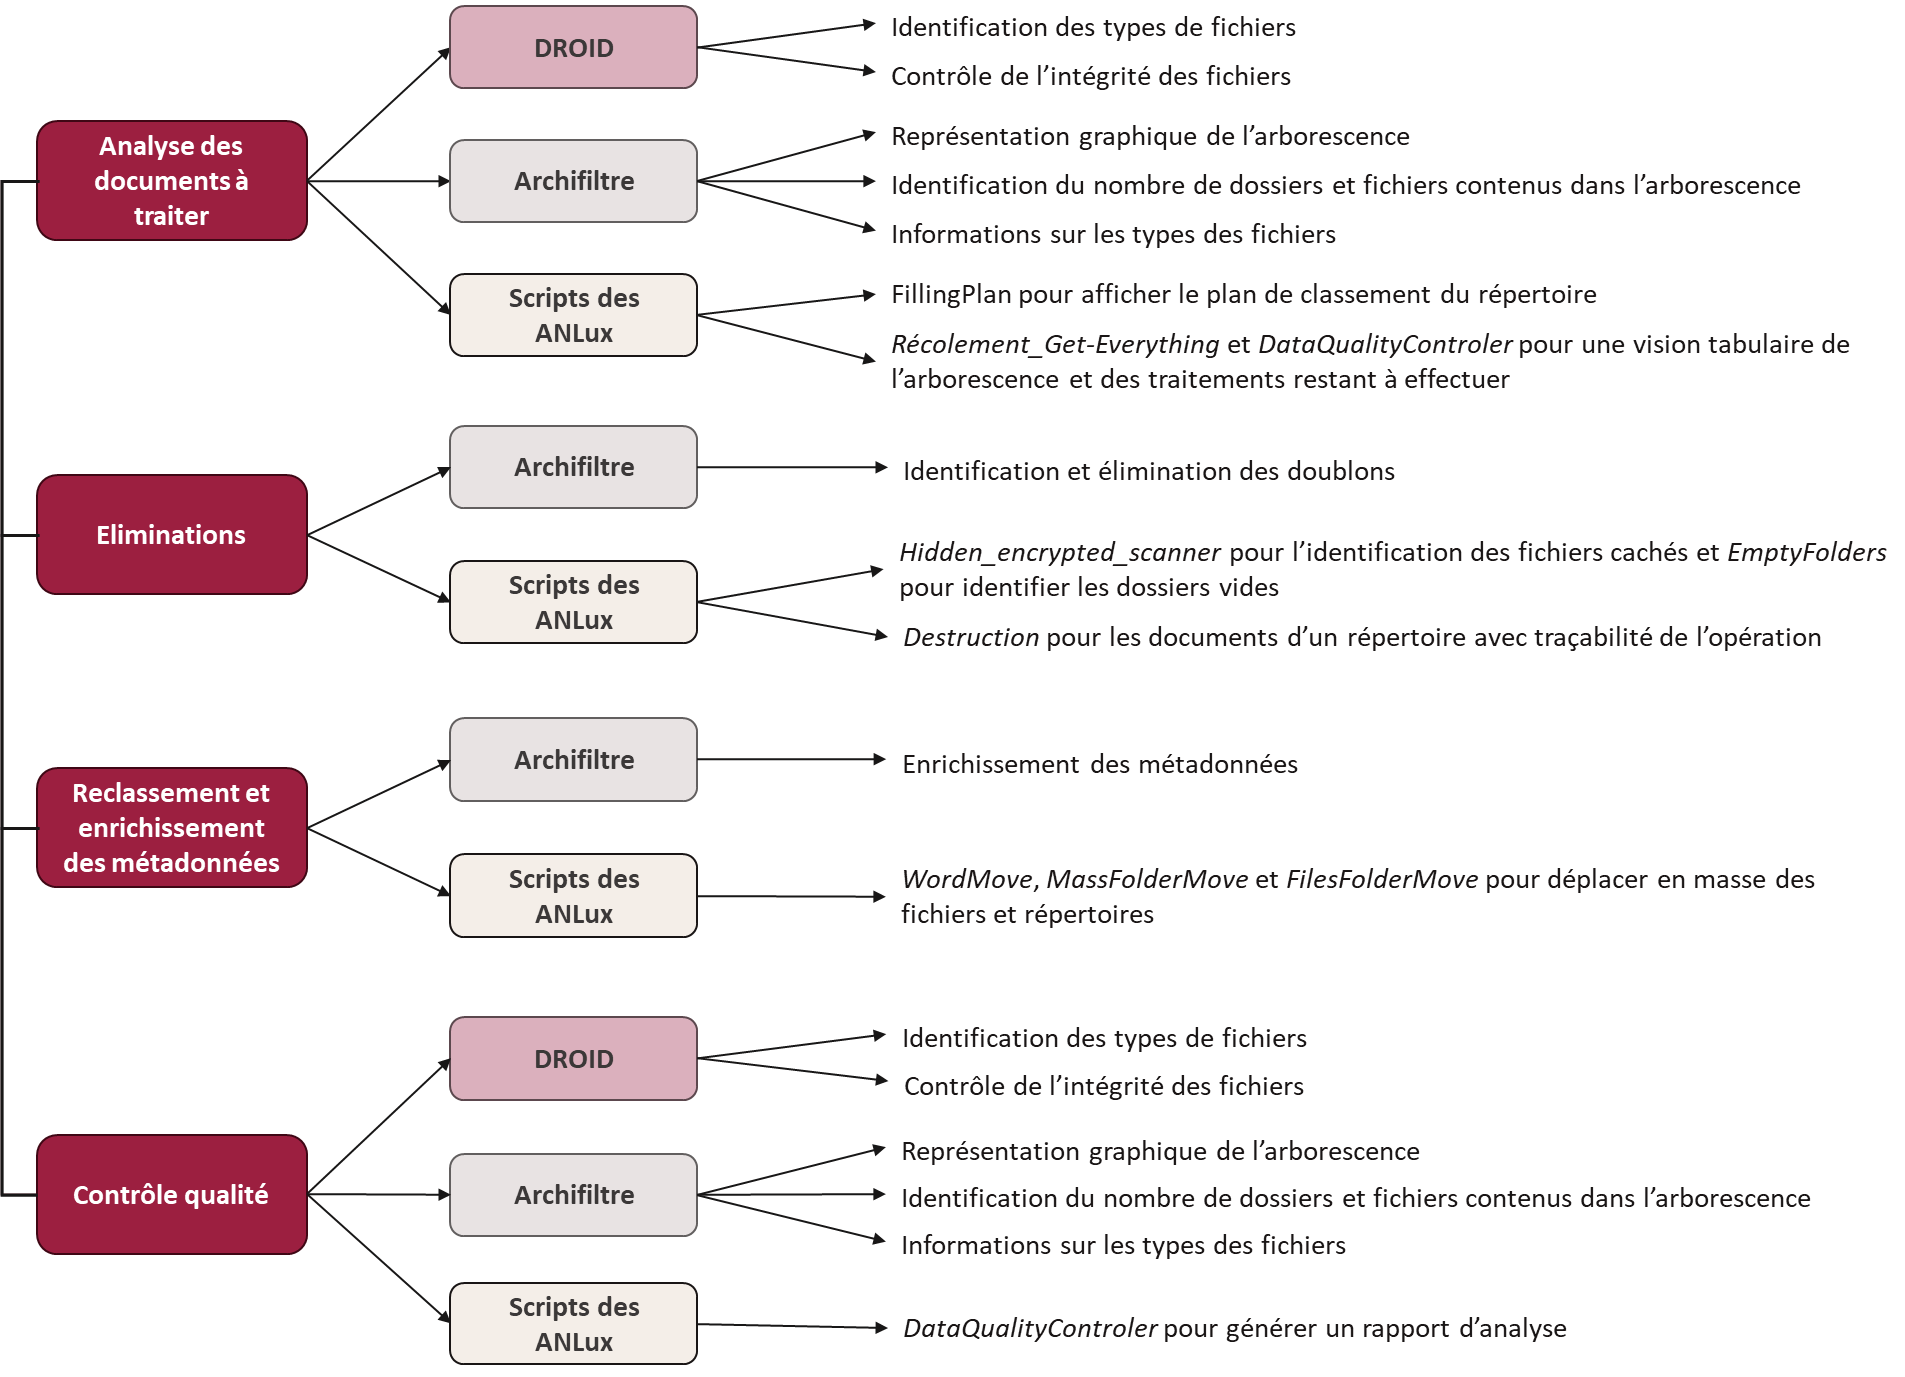 Analyse des
documents à
traiter
DROID
Identification des types de fichiers
Contrôle de l’intégrité des fichiers
Archifiltre
Représentation graphique de l’arborescence
Identification du nombre de dossiers et fichiers contenus dans l’arborescence
Informations sur les types des fichiers
Scripts des
ANLux
FillingPlan pour afficher le plan de classement du répertoire
Récolement_Get-Everything et DataQualityControler pour une vision tabulaire de
l’arborescence et des traitements restant à effectuer
Eliminations
Archifiltre
Identification et élimination des doublons
Scripts des
ANLux
Hidden_encrypted_scanner pour l’identification des fichiers cachés et EmptyFolders
pour identifier les dossiers vides
Destruction pour les documents d’un répertoire avec traçabilité de l’opération
Reclassement et
enrichissement
des métadonnées
Archifiltre
Enrichissement des métadonnées
Scripts des
ANLux
WordMove, MassFolderMove et FilesFolderMove pour déplacer en masse des
fichiers et répertoires
Contrôle qualité
DROID
Identification des types de fichiers
Contrôle de l’intégrité des fichiers
Archifiltre
Représentation graphique de l’arborescence
Identification du nombre de dossiers et fichiers contenus dans l’arborescence
Informations sur les types des fichiers
Scripts des
ANLux
DataQualityControler pour générer un rapport d’analyse